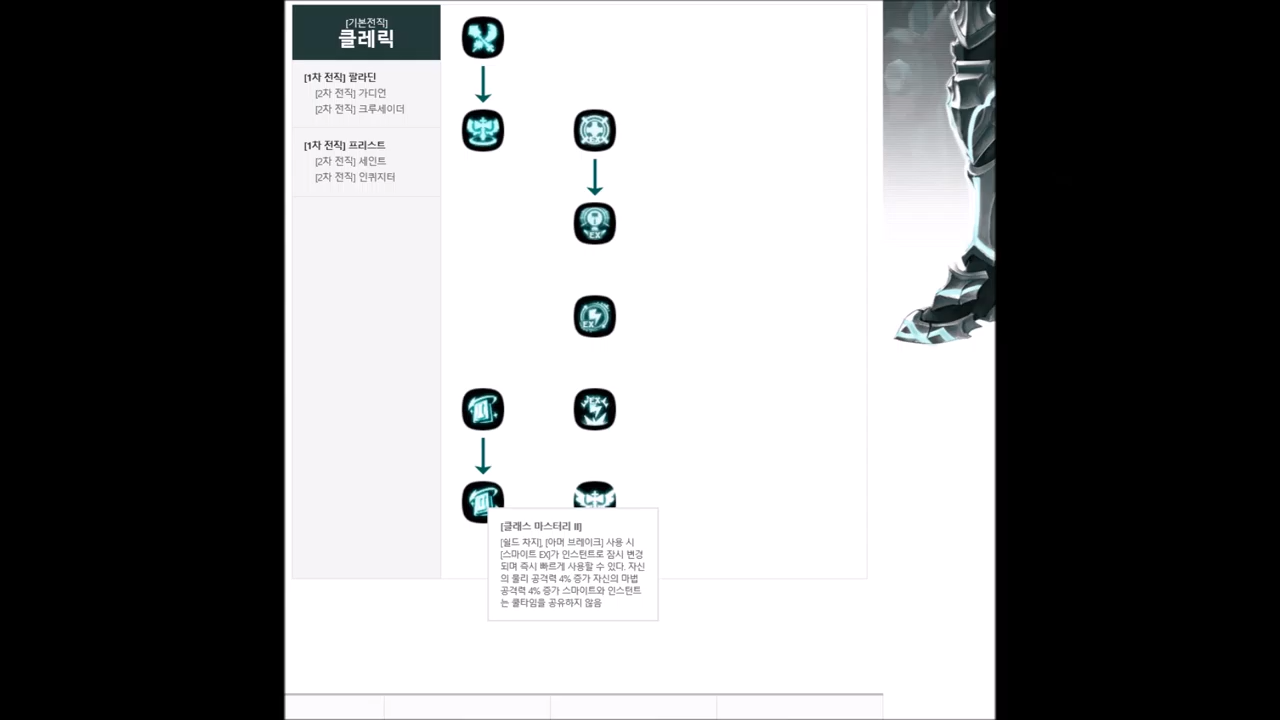 [기본전직]
클레릭
[1차 전직] 팔라딘
[2차 전직] 가디언
[2차 전직] 크루세이더
[1차 전직] 프리스트
[2차 전직] 세인트
[2차 전직] 인퀴지터
EX
EX
EX
[클래스 마스터리 II]
[쉴드 차지], [아머 브레이크] 사용 시
[스마이트 EX]가 인스턴트로 잠시 변경
되며 즉시 빠르게 사용할 수 있다. 자신
의 물리 공격력 4% 증가 자신의 마법
공격력 4% 증가 스마이트와 인스턴트
는 쿨타임을 공유하지 않음